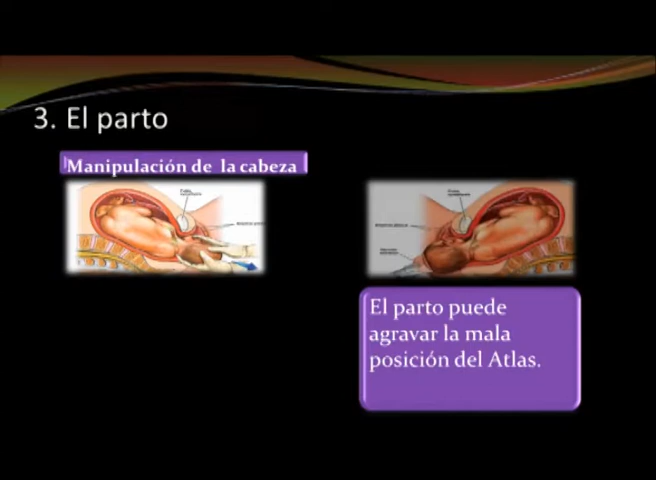 3. El parto
Manipulación de la cabeza
El parto puede
agravar la mala
posición del Atlas.